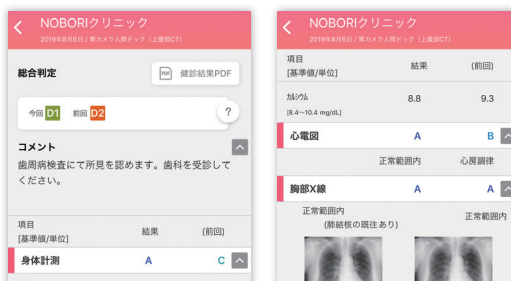 NOBORIクリニック
2019年8月6日 / 胃カメラ人間ドック（上腹部CT）
総合判定
PDF 健診結果PDF
今回 D1 前回 D2 ?
コメント
歯周病検査にて所見を認めます。歯科を受診して
ください。
項目
[基準値/単位] 結果 (前回)
身体計測 A C
NOBORIクリニック
2019年8月6日 / 胃カメラ人間ドック（上腹部CT）
項目
[基準値/単位] 結果 (前回)
ｶﾙｼｳﾑ
[8.4〜10.4 mg/dL] 8.8 9.3
心電図 A B
正常範囲内 心房調律
胸部X線 A A
正常範囲内 正常範囲内
(肺結核の既往あり)